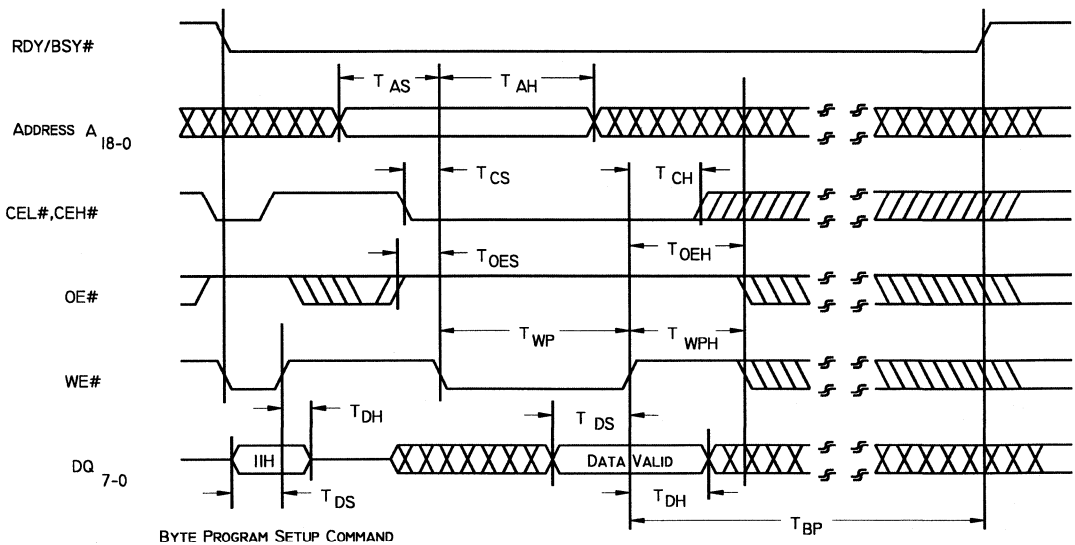 RDY/BSY#
T AS
T AH
ADDRESS A 18-0
T CS
T CH
CEL#,CEH#
T OES
T OEH
OE#
T WP
T WPH
WE#
T DH
T DS
DQ 7-0
IIH
DATA VALID
T DS
T DH
T BP
BYTE PROGRAM SETUP COMMAND